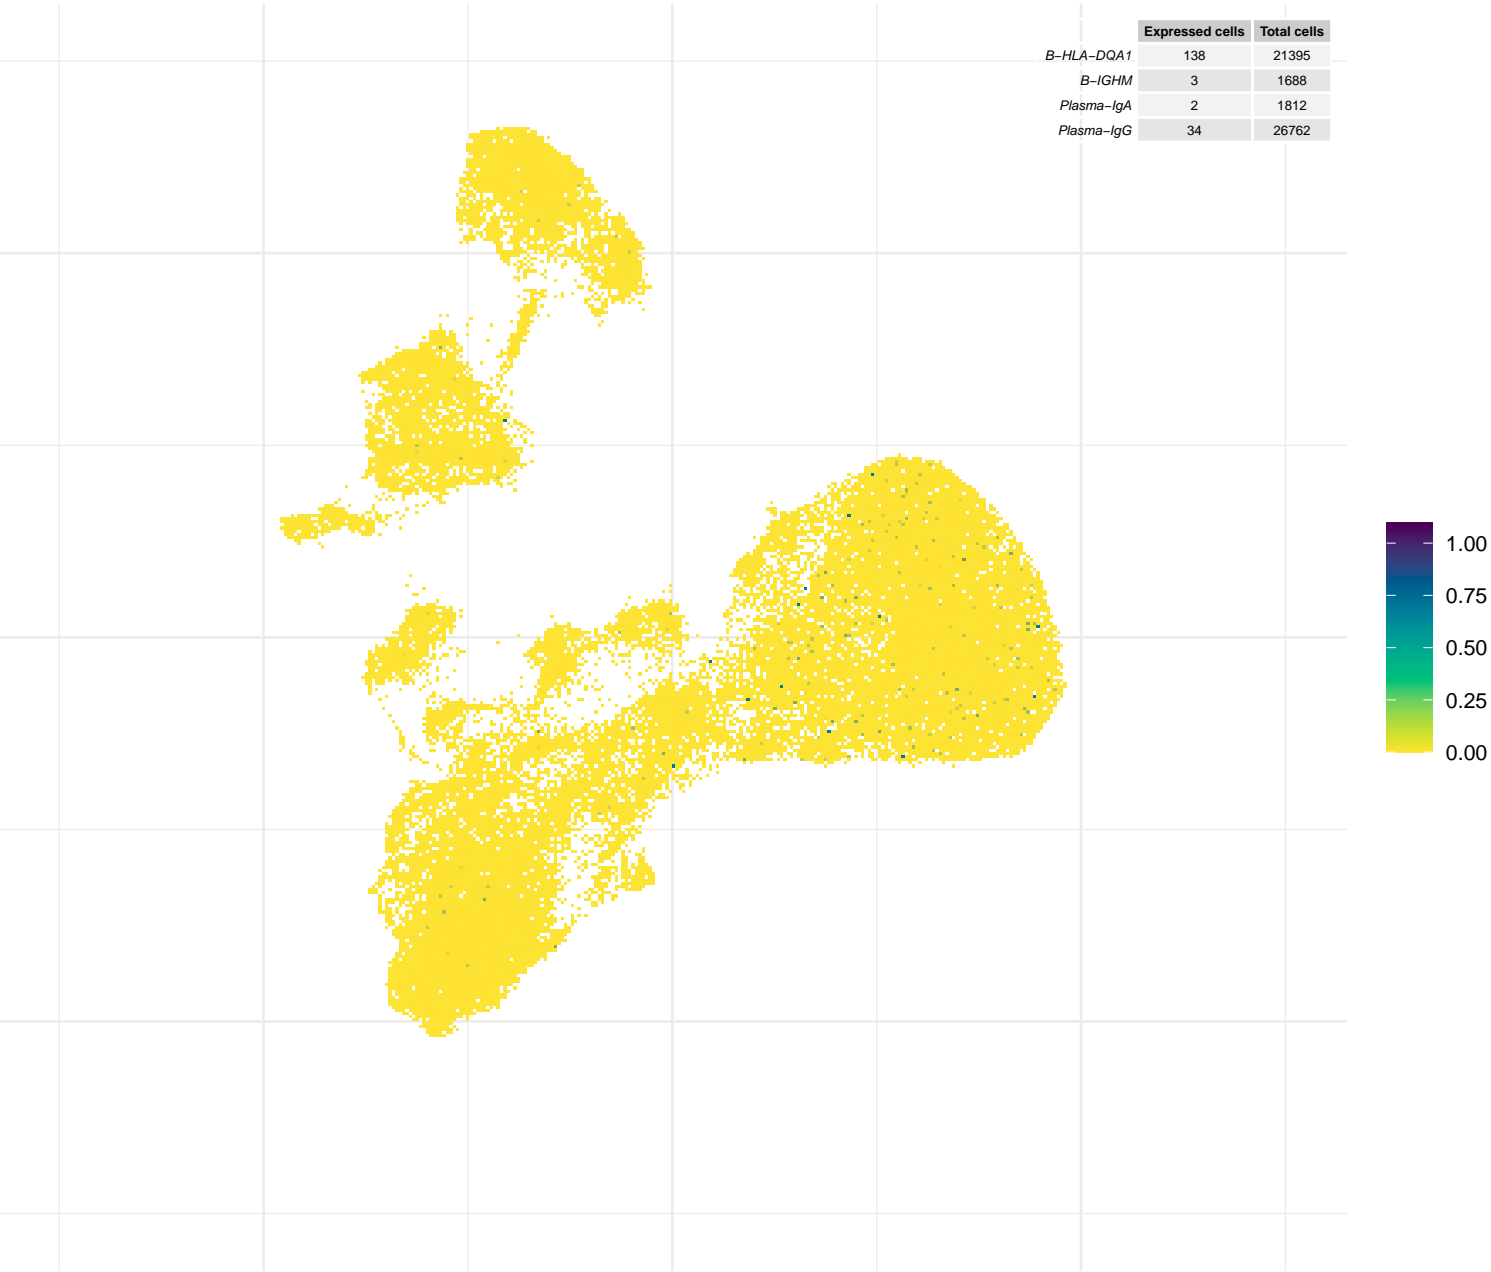 Expressed cells Total cells
B−HLA−DQA1 138 21395
B−IGHM 3 1688
Plasma−IgA 2 1812
Plasma−IgG 34 26762
1.00
0.75
0.50
0.25
0.00